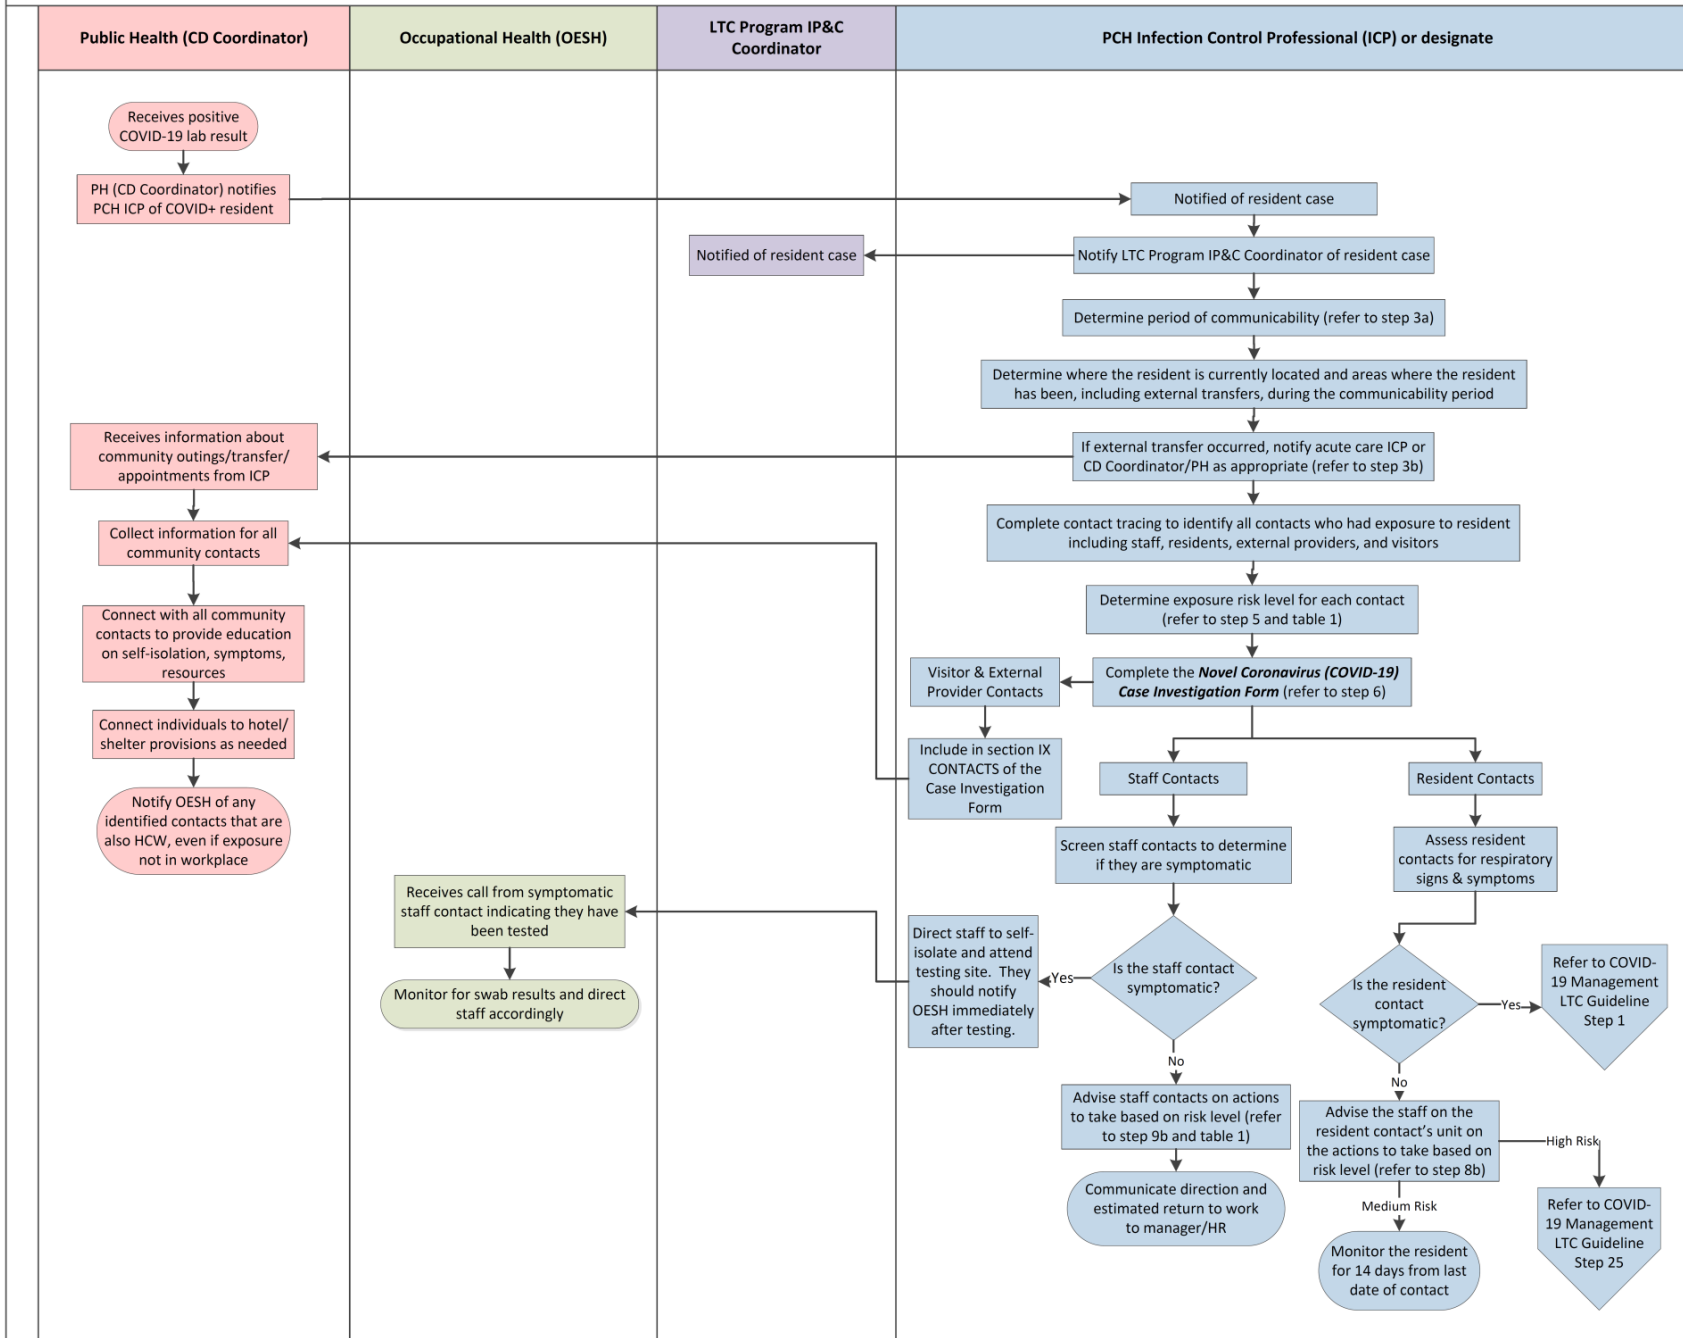 Public Health (CD Coordinator)
Occupational Health (OESH)
LTC Program IP&C
Coordinator
PCH Infection Control Professional (ICP) or designate
Receives positive
COVID-19 lab result
PH (CD Coordinator) notifies
PCH ICP of COVID+ resident
Notified of resident case
Notified of resident case
Notify LTC Program IP&C Coordinator of resident case
Determine period of communicability (refer to step 3a)
Determine where the resident is currently located and areas where the resident
has been, including external transfers, during the communicability period
Receives information about
community outings/transfer/
appointments from ICP
If external transfer occurred, notify acute care ICP or
CD Coordinator/PH as appropriate (refer to step 3b)
Collect information for all
community contacts
Complete contact tracing to identify all contacts who had exposure to resident
including staff, residents, external providers, and visitors
Connect with all community
contacts to provide education
on self-isolation, symptoms,
resources
Determine exposure risk level for each contact
(refer to step 5 and table 1)
Visitor & External
Provider Contacts
Complete the Novel Coronavirus (COVID-19)
Case Investigation Form (refer to step 6)
Connect individuals to hotel/
shelter provisions as needed
Include in section IX
CONTACTS of the
Case Investigation
Form
Staff Contacts
Resident Contacts
Notify OESH of any
identified contacts that are
also HCW, even if exposure
not in workplace
Screen staff contacts to determine
if they are symptomatic
Assess resident
contacts for respiratory
signs & symptoms
Receives call from symptomatic
staff contact indicating they have
been tested
Direct staff to self-
isolate and attend
testing site. They
should notify
OESH immediately
after testing.
Yes
Is the staff contact
symptomatic?
Is the resident
contact
symptomatic?
Yes
Refer to COVID-
19 Management
LTC Guideline
Step 1
Monitor for swab results and direct
staff accordingly
No
No
Advise staff contacts on actions
to take based on risk level (refer
to step 9b and table 1)
Advise the staff on the
resident contact's unit on
the actions to take based on
risk level (refer to step 8b)
High Risk
Communicate direction and
estimated return to work
to manager/HR
Medium Risk
Refer to COVID-
19 Management
LTC Guideline
Step 25
Monitor the resident
for 14 days from last
date of contact